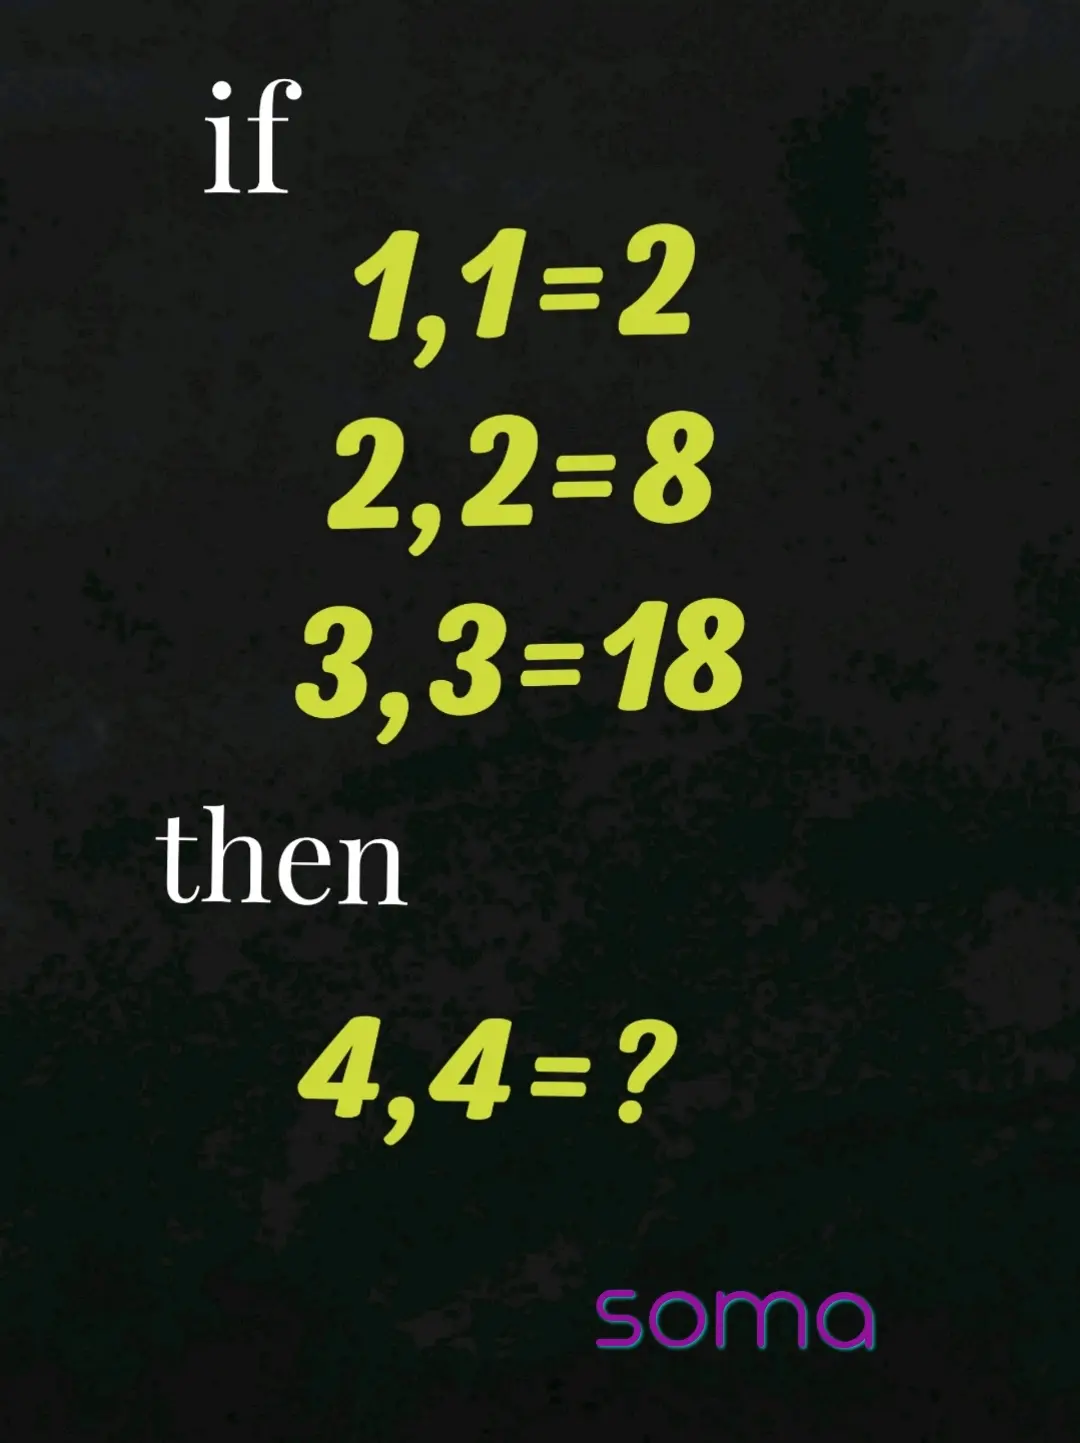 if
1,1=2
2,2=8
3,3=18
then
4,4=?
soma